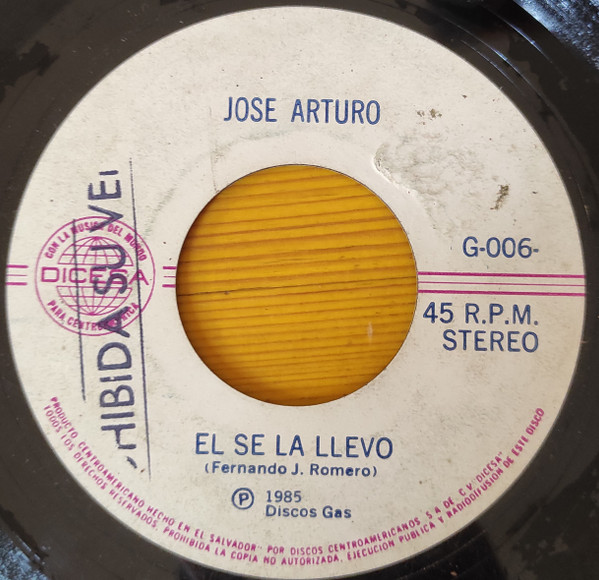 JOSE ARTURO
CON LA MUSICA DEL MUNDO
DICESA
PARA CENTROAMERICA
HIBIDA SU VE
G-006-
45 R.P.M.
STEREO
EL SE LA LLEVO
(Fernando J. Romero)
Ⓟ 1985
Discos Gas
PRODUCTO CENTROAMERICANO HECHO EN EL SALVADOR" POR DISCOS CENTROAMERICANOS, S A DE C.V "DICESA"
TODOS LOS DERECHOS RESERVADOS. PROHIBIDA LA COPIA NO AUTORIZADA, EJECUCION PUBLICA Y RADIODIFUSION DE ESTE DISCO